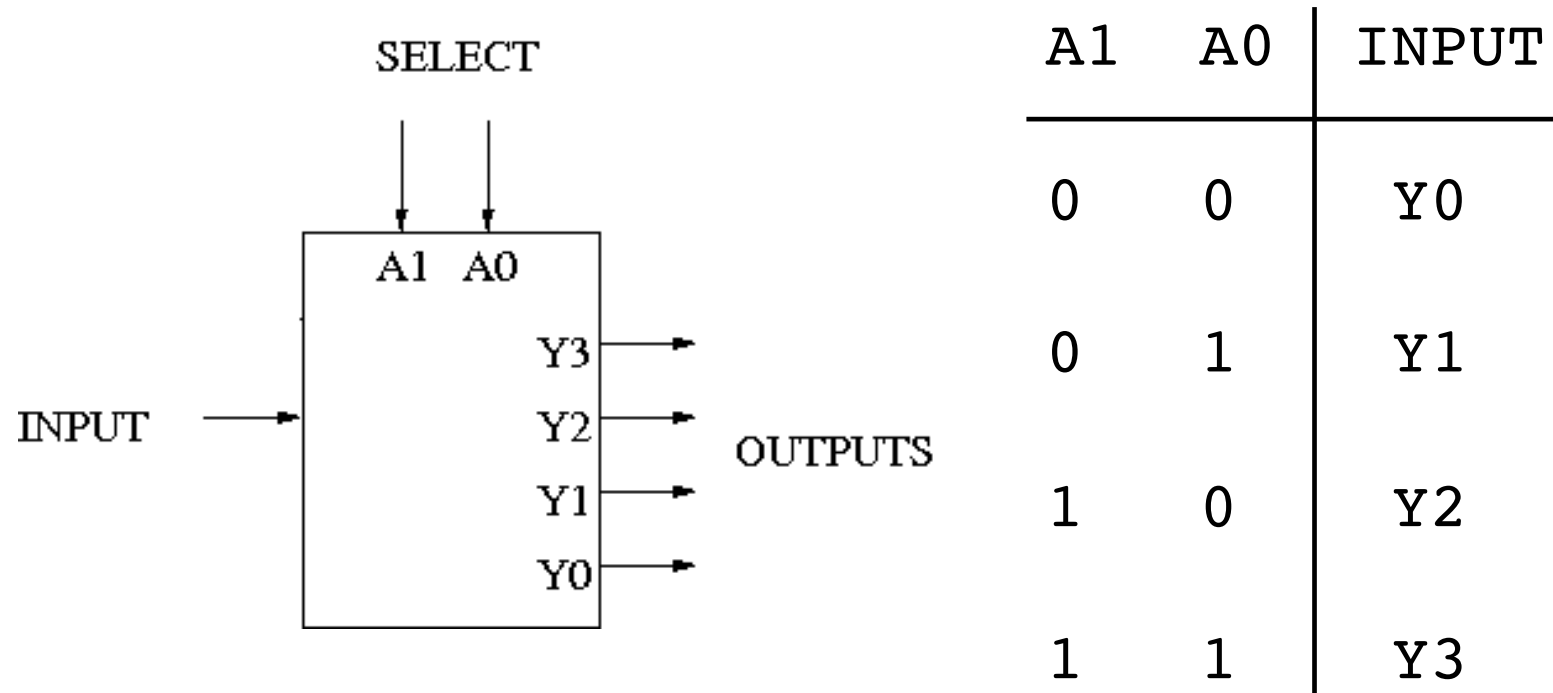 SELECT
A1 A0
Y3
INPUT
Y2
OUTPUTS
Y1
Y0
A1 A0 INPUT
0 0 Y0
0 1 Y1
1 0 Y2
1 1 Y3